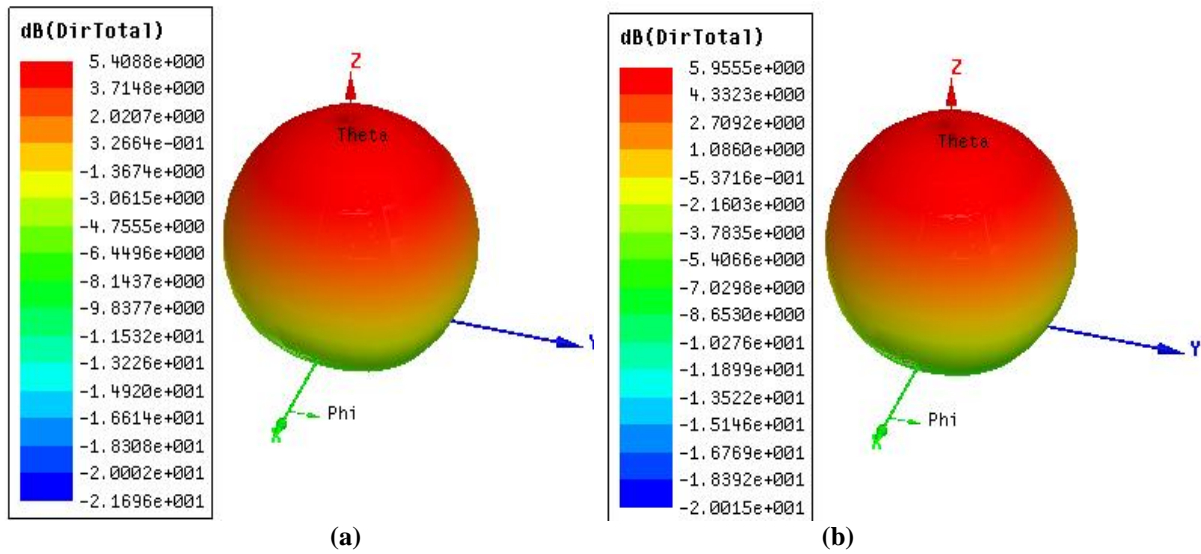 dB(DirTotal)
5.4088e+000
3.7148e+000
2.0207e+000
3.2664e-001
-1.3674e+000
-3.0615e+000
-4.7555e+000
-6.4496e+000
-8.1437e+000
-9.8377e+000
-1.1532e+001
-1.3226e+001
-1.4920e+001
-1.6614e+001
-1.8308e+001
-2.0002e+001
-2.1696e+001
Z
Theta
Y
Phi
X
(a)
dB(DirTotal)
5.9555e+000
4.3323e+000
2.7092e+000
1.0860e+000
-5.3716e-001
-2.1603e+000
-3.7835e+000
-5.4066e+000
-7.0298e+000
-8.6530e+000
-1.0276e+001
-1.1899e+001
-1.3522e+001
-1.5146e+001
-1.6769e+001
-1.8392e+001
-2.0015e+001
Z
Theta
Y
Phi
X
(b)